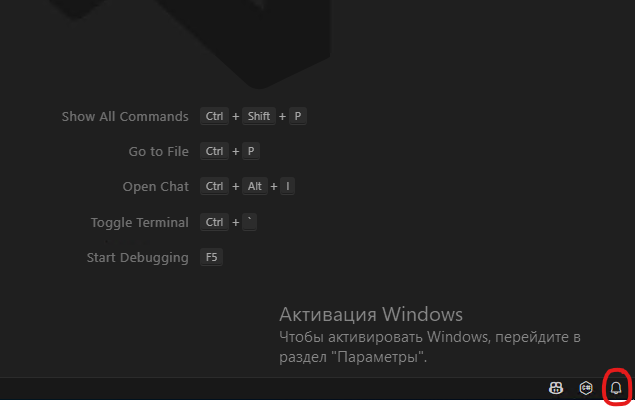 Show All Commands Ctrl + Shift + P
Go to File Ctrl + P
Open Chat Ctrl + Alt + I
Toggle Terminal Ctrl + `
Start Debugging F5
Активация Windows
Чтобы активировать Windows, перейдите в
раздел "Параметры".